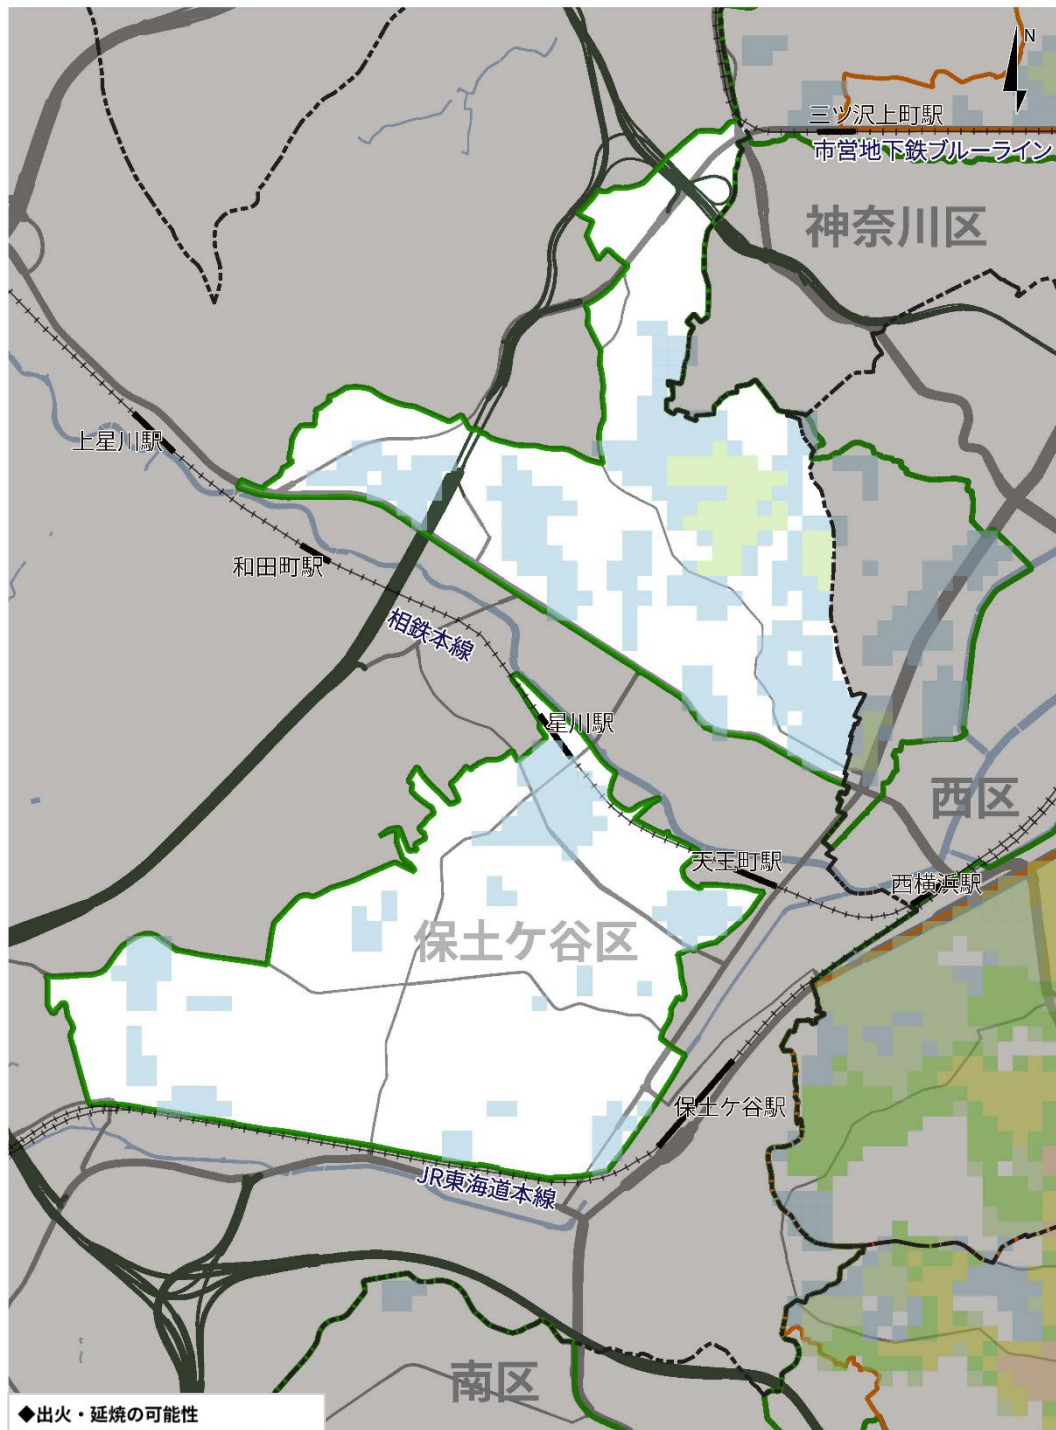 N
三ツ沢上町駅
市営地下鉄ブルーライン
神奈川区
上星川駅
和田町駅
相鉄本線
星川駅
西区
天王町駅
西横浜駅
保土ケ谷区
保土ケ谷駅
JR東海道本線
南区
◆出火・延焼の可能性